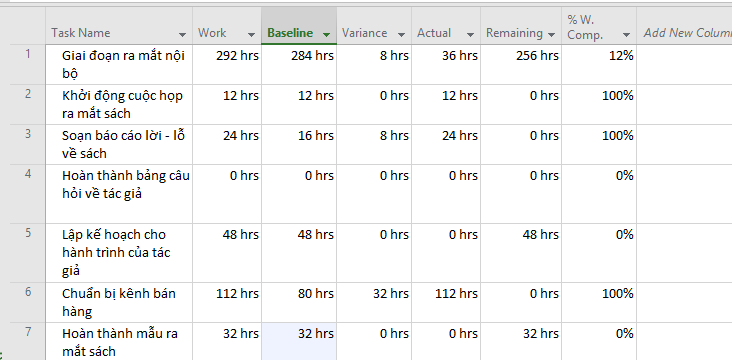 Task Name Work Baseline Variance Actual Remaining % W.
Comp. Add New Column
1 Giai đoạn ra mắt nội 292 hrs 284 hrs 8 hrs 36 hrs 256 hrs 12%
bộ
2 Khởi động cuộc họp 12 hrs 12 hrs 0 hrs 12 hrs 0 hrs 100%
ra mắt sách
3 Soạn báo cáo lời - lỗ 24 hrs 16 hrs 8 hrs 24 hrs 0 hrs 100%
về sách
4 Hoàn thành bảng câu 0 hrs 0 hrs 0 hrs 0 hrs 0 hrs 0%
hỏi về tác giả
5 Lập kế hoạch cho 48 hrs 48 hrs 0 hrs 0 hrs 48 hrs 0%
hành trình của tác
giả
6 Chuẩn bị kênh bán 112 hrs 80 hrs 32 hrs 112 hrs 0 hrs 100%
hàng
7 Hoàn thành mẫu ra 32 hrs 32 hrs 0 hrs 0 hrs 32 hrs 0%
mắt sách